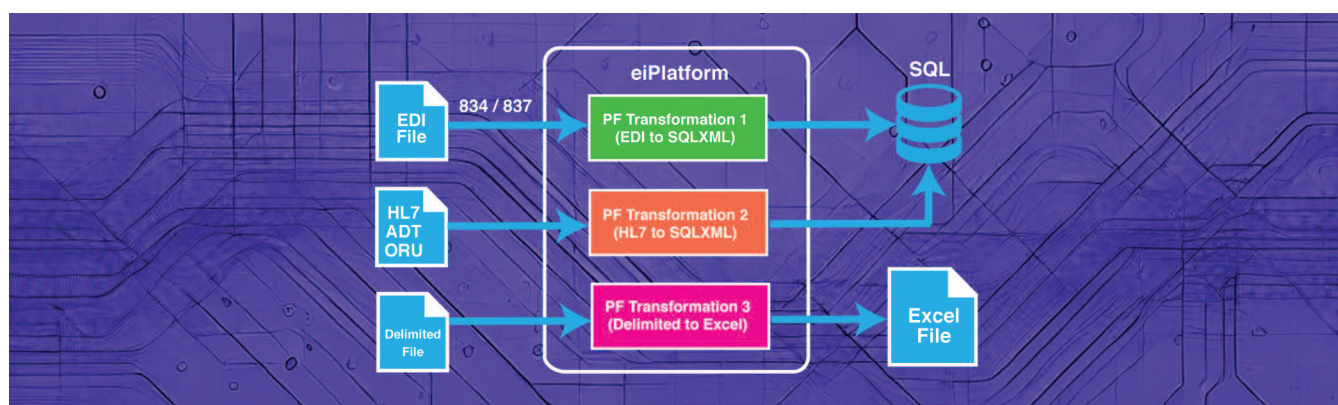 eiPlatform
SQL
834 / 837
EDI
File
PF Transformation 1
(EDI to SQLXML)
HL7
ADT
ORU
PF Transformation 2
(HL7 to SQLXML)
Delimited
File
PF Transformation 3
(Delimited to Excel)
Excel
File